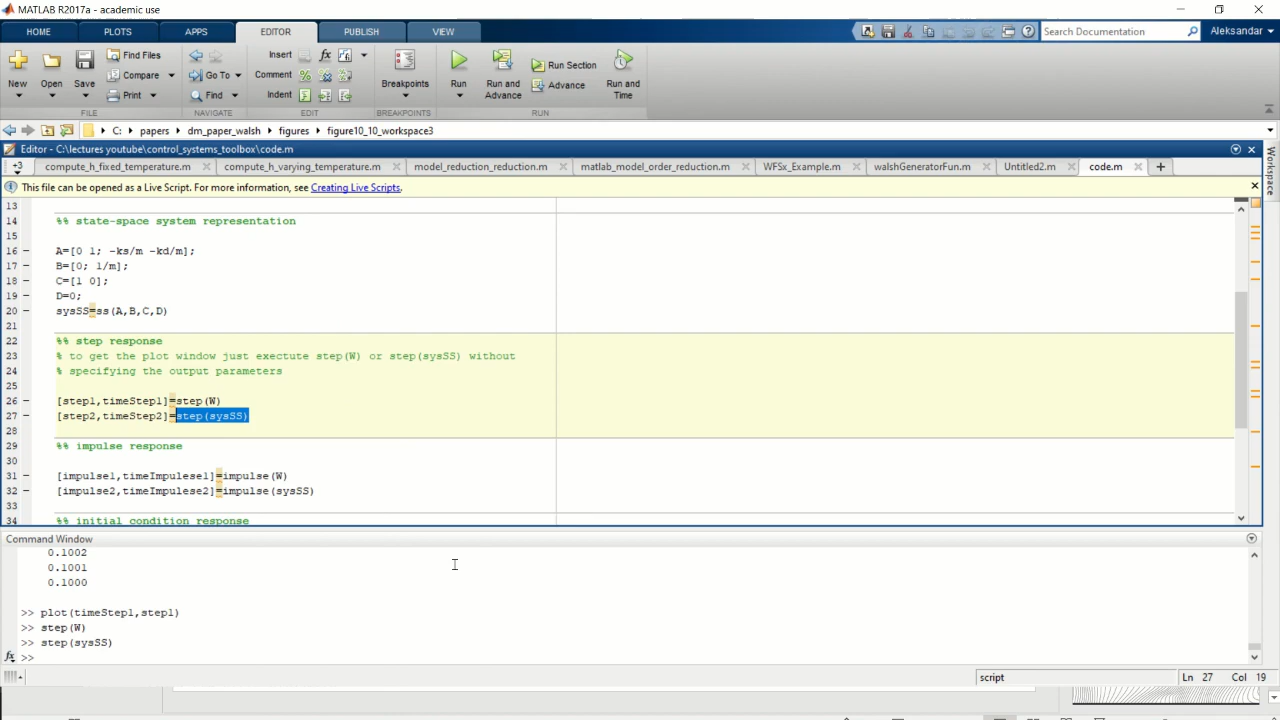 MATLAB R2017a - academic use
HOME PLOTS APPS EDITOR PUBLISH VIEW Search Documentation Aleksandar
New Open Save Find Files Compare Print Go To Find Insert Comment Indent Breakpoints Run Run and Advance Run Section Advance Run and Time
FILE NAVIGATE EDIT BREAKPOINTS RUN
C: papers dm_paper_walsh figures figure10_10_workspace3
Editor - C:\lectures youtube\control_systems_toolbox\code.m
+3 compute_h_fixed_temperature.m compute_h_varying_temperature.m model_reduction_reduction.m matlab_model_order_reduction.m WFSx_Example.m walshGeneratorFun.m Untitled2.m code.m
Workspace
This file can be opened as a Live Script. For more information, see Creating Live Scripts.
13
14 %% state-space system representation
15
16 - A=[0 1; -ks/m -kd/m];
17 - B=[0; 1/m];
18 - C=[1 0];
19 - D=0;
20 - sysSS=ss(A,B,C,D)
21
22 %% step response
23 % to get the plot window just exectute step(W) or step(sysSS) without
24 % specifying the output parameters
25
26 - [step1,timeStep1]=step(W)
27 - [step2,timeStep2]=step(sysSS)
28
29 %% impulse response
30
31 - [impulse1,timeImpulese1]=impulse(W)
32 - [impulse2,timeImpulese2]=impulse(sysSS)
33
34 %% initial condition response
Command Window
0.1002
0.1001
0.1000
>> plot(timeStep1,step1)
>> step(W)
>> step(sysSS)
fx >>
script Ln 27 Col 19